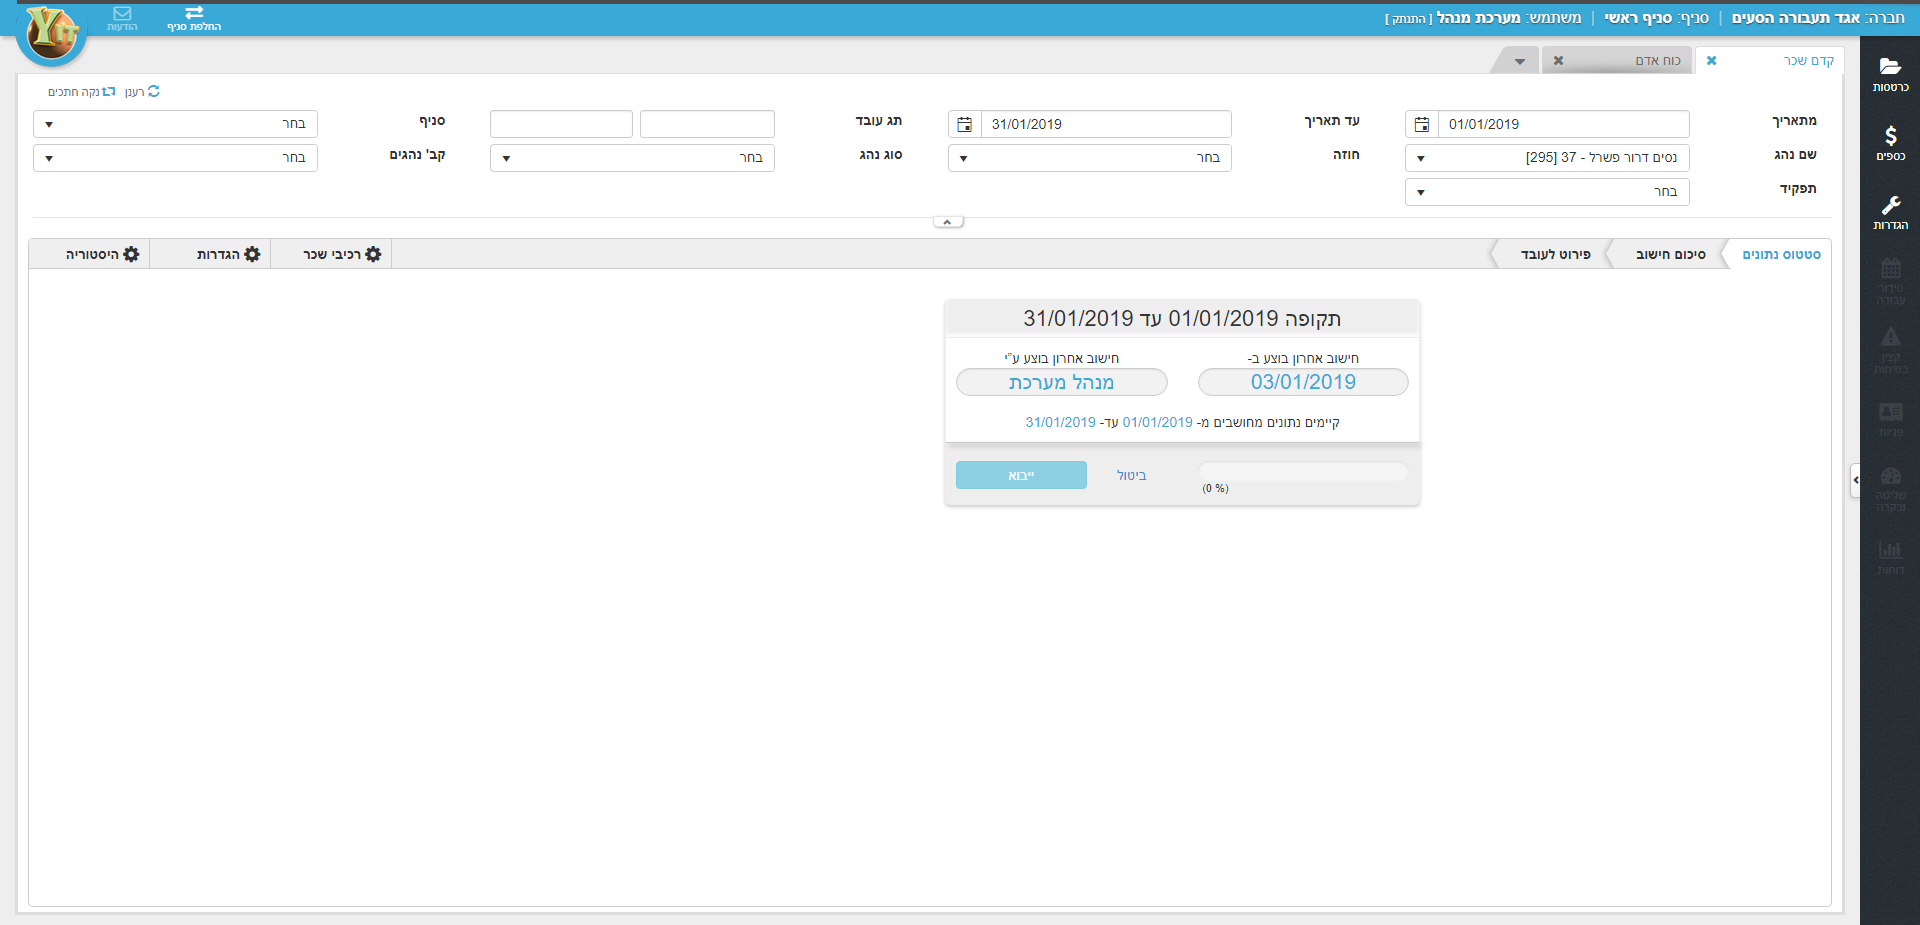 חברה: אגד תעבורה הסעים | סניף: סניף ראשי | משתמש: מערכת מנהל [ התנתק ]
החלפת סניף
הודעות
YIT
קדם שכר
כוח אדם
כרטסות
כספים
הגדרות
סידור עבודה
קצין בטיחות
פניות
שליטה ובקרה
דוחות
רענן
נקה חתכים
מתאריך 01/01/2019
עד תאריך 31/01/2019
תג עובד
סניף בחר
שם נהג נסים דרור פשרל - 37 [295]
חוזה בחר
סוג נהג בחר
קב' נהגים בחר
תפקיד בחר
סטטוס נתונים
סיכום חישוב
פירוט לעובד
רכיבי שכר
הגדרות
היסטוריה
תקופה 01/01/2019 עד 31/01/2019
חישוב אחרון בוצע ב-
חישוב אחרון בוצע ע"י
03/01/2019
מנהל מערכת
קיימים נתונים מחושבים מ- 01/01/2019 עד- 31/01/2019
(0 %)
ביטול
ייבוא